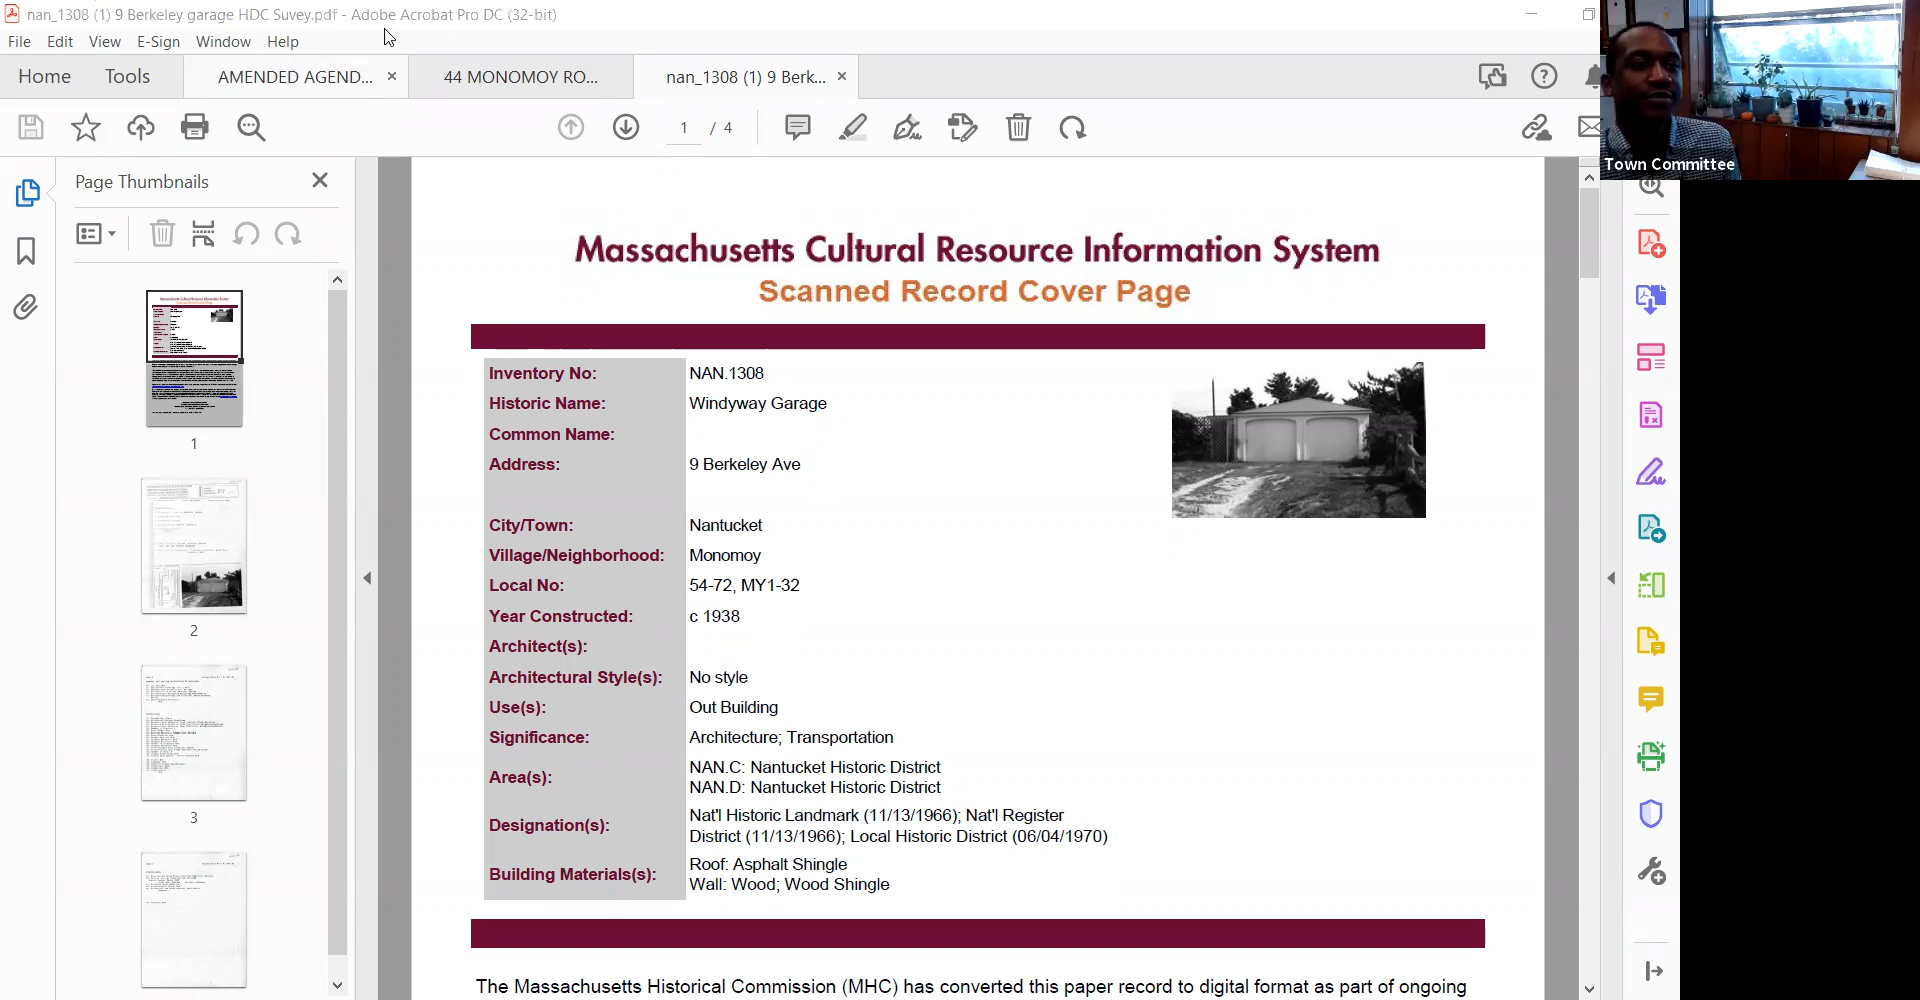 nan_1308 (1) 9 Berkeley garage HDC Suvey.pdf - Adobe Acrobat Pro DC (32-bit)
File Edit View E-Sign Window Help
Home Tools AMENDED AGEND... × 44 MONOMOY RO... nan_1308 (1) 9 Berk... ×
1 / 4
Town Committee
Page Thumbnails
1
2
3
Massachusetts Cultural Resource Information System
Scanned Record Cover Page
Inventory No: NAN.1308
Historic Name: Windyway Garage
Common Name:
Address: 9 Berkeley Ave
City/Town: Nantucket
Village/Neighborhood: Monomoy
Local No: 54-72, MY1-32
Year Constructed: c 1938
Architect(s):
Architectural Style(s): No style
Use(s): Out Building
Significance: Architecture; Transportation
Area(s): NAN.C: Nantucket Historic District
NAN.D: Nantucket Historic District
Designation(s): Nat'l Historic Landmark (11/13/1966); Nat'l Register
District (11/13/1966); Local Historic District (06/04/1970)
Building Materials(s): Roof: Asphalt Shingle
Wall: Wood; Wood Shingle
The Massachusetts Historical Commission (MHC) has converted this paper record to digital format as part of ongoing